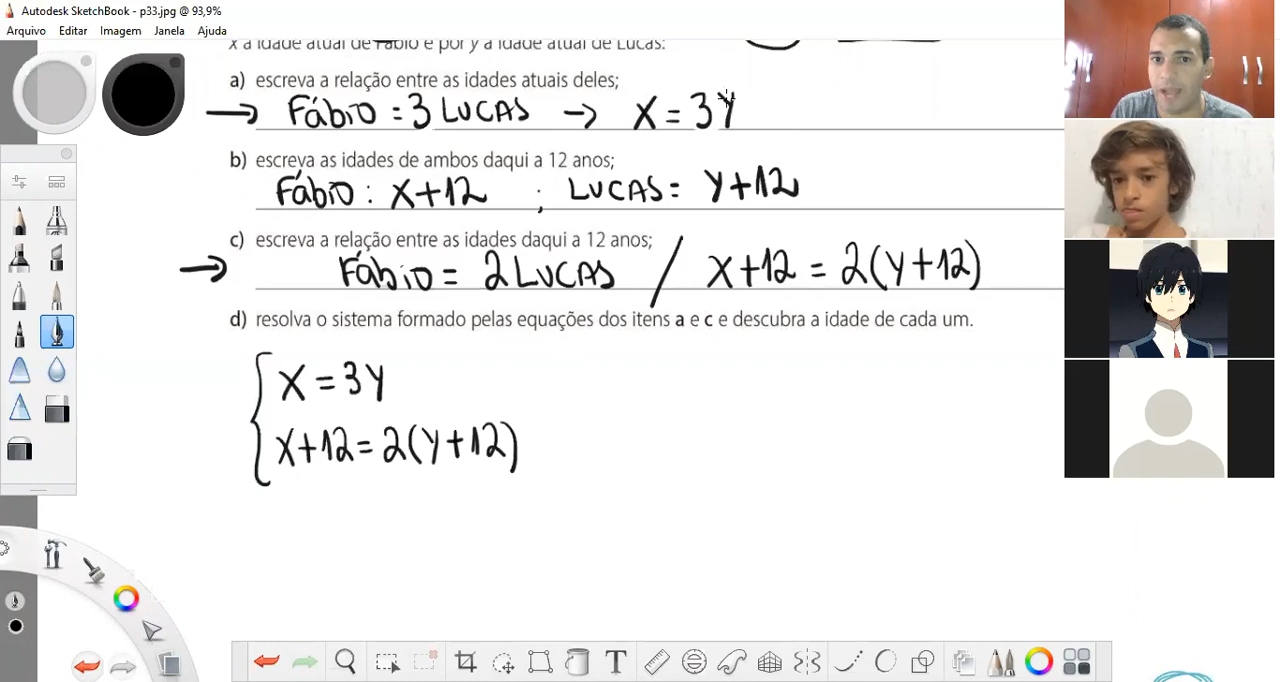 Autodesk SketchBook - p33.jpg @ 93,9%
Arquivo Editar Imagem Janela Ajuda
x a idade atual de Fábio e por y a idade atual de Lucas:
a) escreva a relação entre as idades atuais deles;
→ Fábio = 3 LUCAS → X = 3Y
b) escreva as idades de ambos daqui a 12 anos;
Fábio : X+12 ; LUCAS = Y+12
c) escreva a relação entre as idades daqui a 12 anos;
→ Fábio = 2 LUCAS / X+12 = 2(Y+12)
d) resolva o sistema formado pelas equações dos itens a e c e descubra a idade de cada um.
X = 3Y
X+12 = 2(Y+12)
T